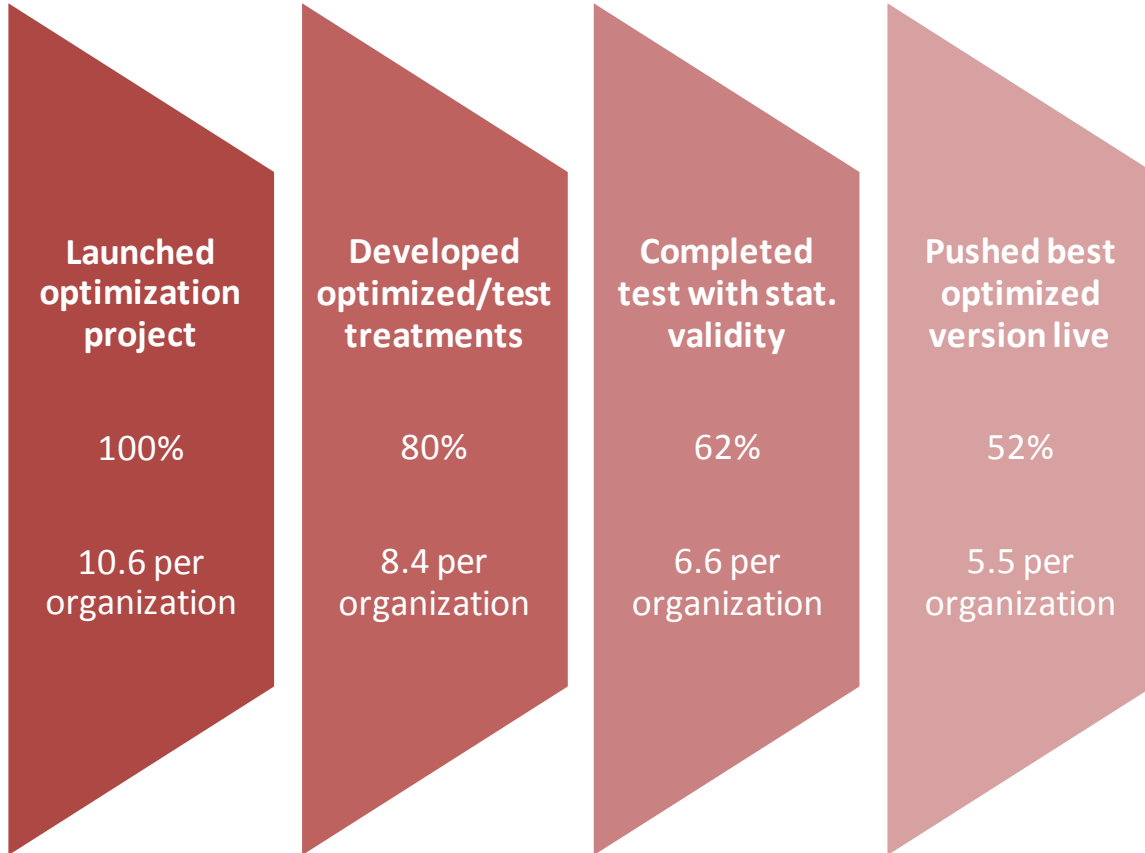 Launched
optimization
project
100%
10.6 per
organization
Developed
optimized/test
treatments
80%
8.4 per
organization
Completed
test with stat.
validity
62%
6.6 per
organization
Pushed best
optimized
version live
52%
5.5 per
organization